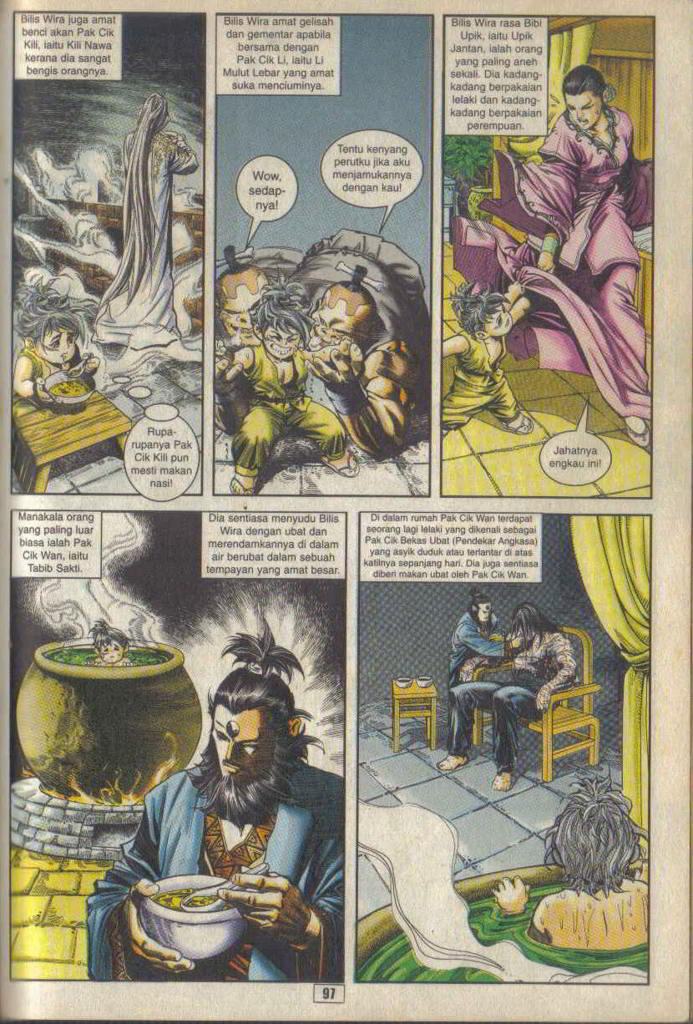 Bilis Wira juga amat
benci akan Pak Cik
Kili, iaitu Kili Nawa
kerana dia sangat
bengis orangnya.
Rupa-
rupanya Pak
Cik Kili pun
mesti makan
nasi!
Bilis Wira amat gelisah
dan gementar apabila
bersama dengan
Pak Cik Li, iaitu Li
Mulut Lebar yang amat
suka menciuminya.
Wow,
sedap-
nya!
Tentu kenyang
perutku jika aku
menjamukannya
dengan kau!
Bilis Wira rasa Bibi
Upik, iaitu Upik
Jantan, ialah orang
yang paling aneh
sekali. Dia kadang-
kadang berpakaian
lelaki dan kadang-
kadang berpakaian
perempuan.
Jahatnya
engkau ini!
Manakala orang
yang paling luar
biasa ialah Pak
Cik Wan, iaitu
Tabib Sakti.
Dia sentiasa menyudu Bilis
Wira dengan ubat dan
merendamkannya di dalam
air berubat dalam sebuah
tempayan yang amat besar.
Di dalam rumah Pak Cik Wan terdapat
seorang lagi lelaki yang dikenali sebagai
Pak Cik Bekas Ubat (Pendekar Angkasa)
yang asyik duduk atau terlantar di atas
katilnya sepanjang hari. Dia juga sentiasa
diberi makan ubat oleh Pak Cik Wan.
97